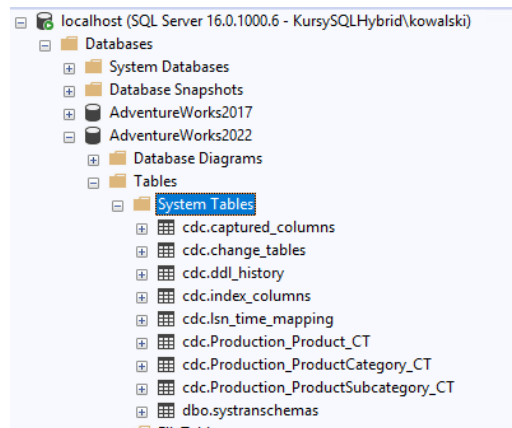 localhost (SQL Server 16.0.1000.6 - KursySQLHybrid\kowalski)
Databases
System Databases
Database Snapshots
AdventureWorks2017
AdventureWorks2022
Database Diagrams
Tables
System Tables
cdc.captured_columns
cdc.change_tables
cdc.ddl_history
cdc.index_columns
cdc.lsn_time_mapping
cdc.Production_Product_CT
cdc.Production_ProductCategory_CT
cdc.Production_ProductSubcategory_CT
dbo.systranschemas